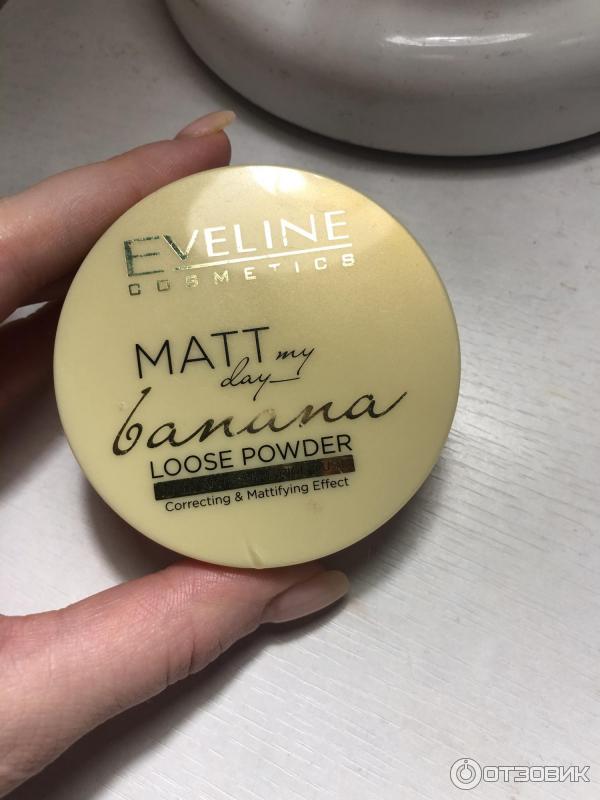 EVELINE
COSMETICS
MATT my
day
banana
LOOSE POWDER
Correcting & Mattifying Effect
ОТЗОВИК